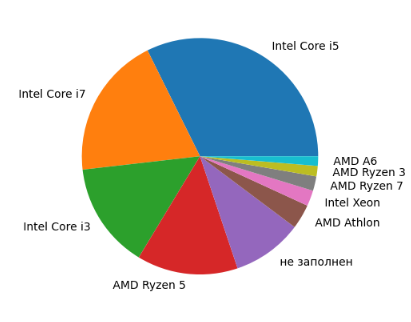 Intel Core i5
Intel Core i7
Intel Core i3
AMD Ryzen 5
не заполнен
AMD Athlon
Intel Xeon
AMD Ryzen 7
AMD Ryzen 3
AMD A6